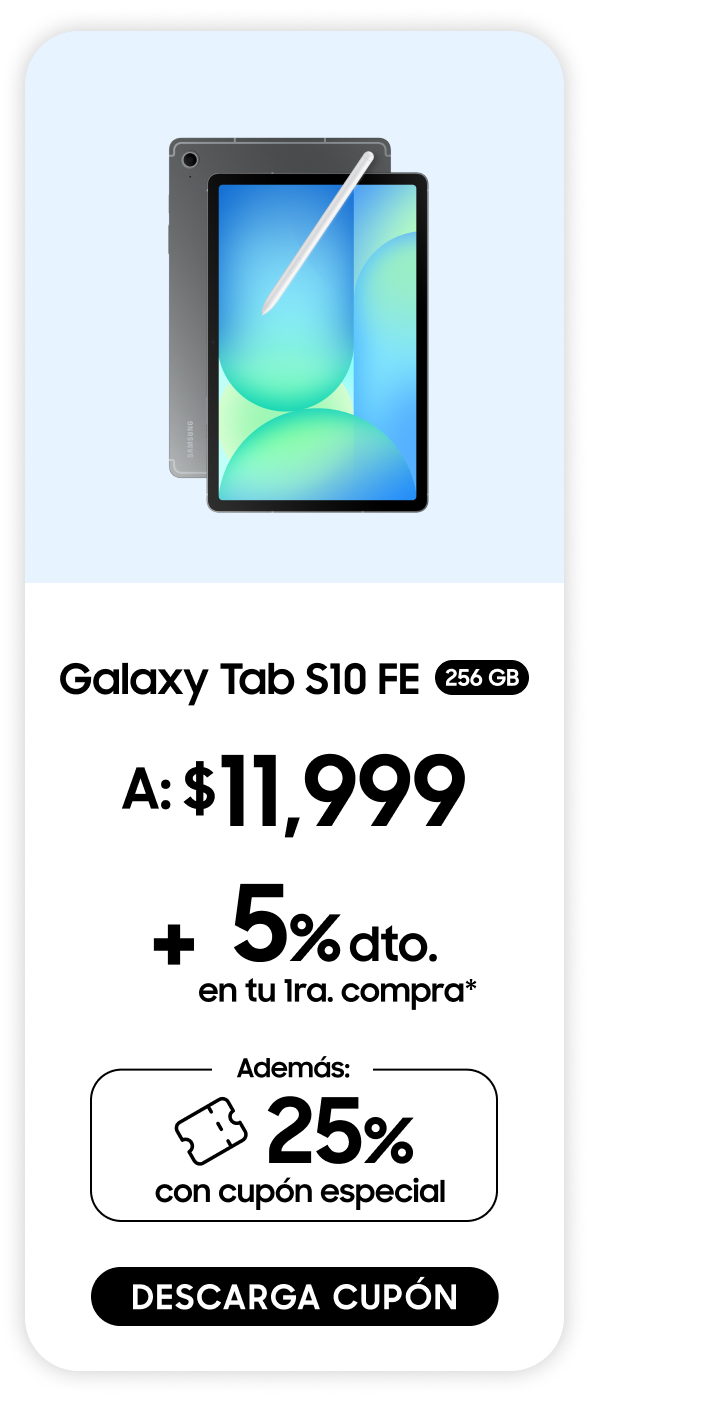 SAMSUNG
Galaxy Tab S10 FE 256 GB
A: $11,999
+ 5% dto.
en tu 1ra. compra*
Además:
25%
con cupón especial
DESCARGA CUPÓN